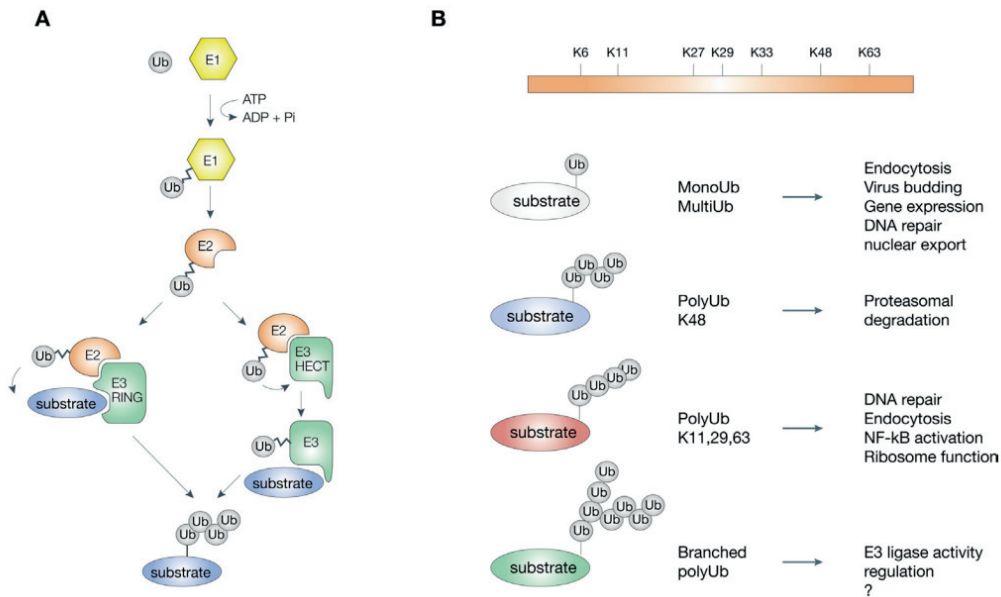 A
Ub
E1
ATP
ADP + Pi
E1
Ub
E2
Ub
Ub
E2
E3
RING
substrate
E2
Ub
E3
HECT
Ub
E3
substrate
Ub
Ub
Ub
Ub
substrate
B
K6 K11 K27 K29 K33 K48 K63
Ub
substrate
MonoUb
MultiUb
Endocytosis
Virus budding
Gene expression
DNA repair
nuclear export
Ub
Ub
Ub
Ub
substrate
PolyUb
K48
Proteasomal
degradation
Ub
Ub
Ub
Ub
substrate
PolyUb
K11,29,63
DNA repair
Endocytosis
NF-kB activation
Ribosome function
Ub
Ub
Ub
Ub
Ub
Ub
Ub
Ub
substrate
Branched
polyUb
E3 ligase activity
regulation
?